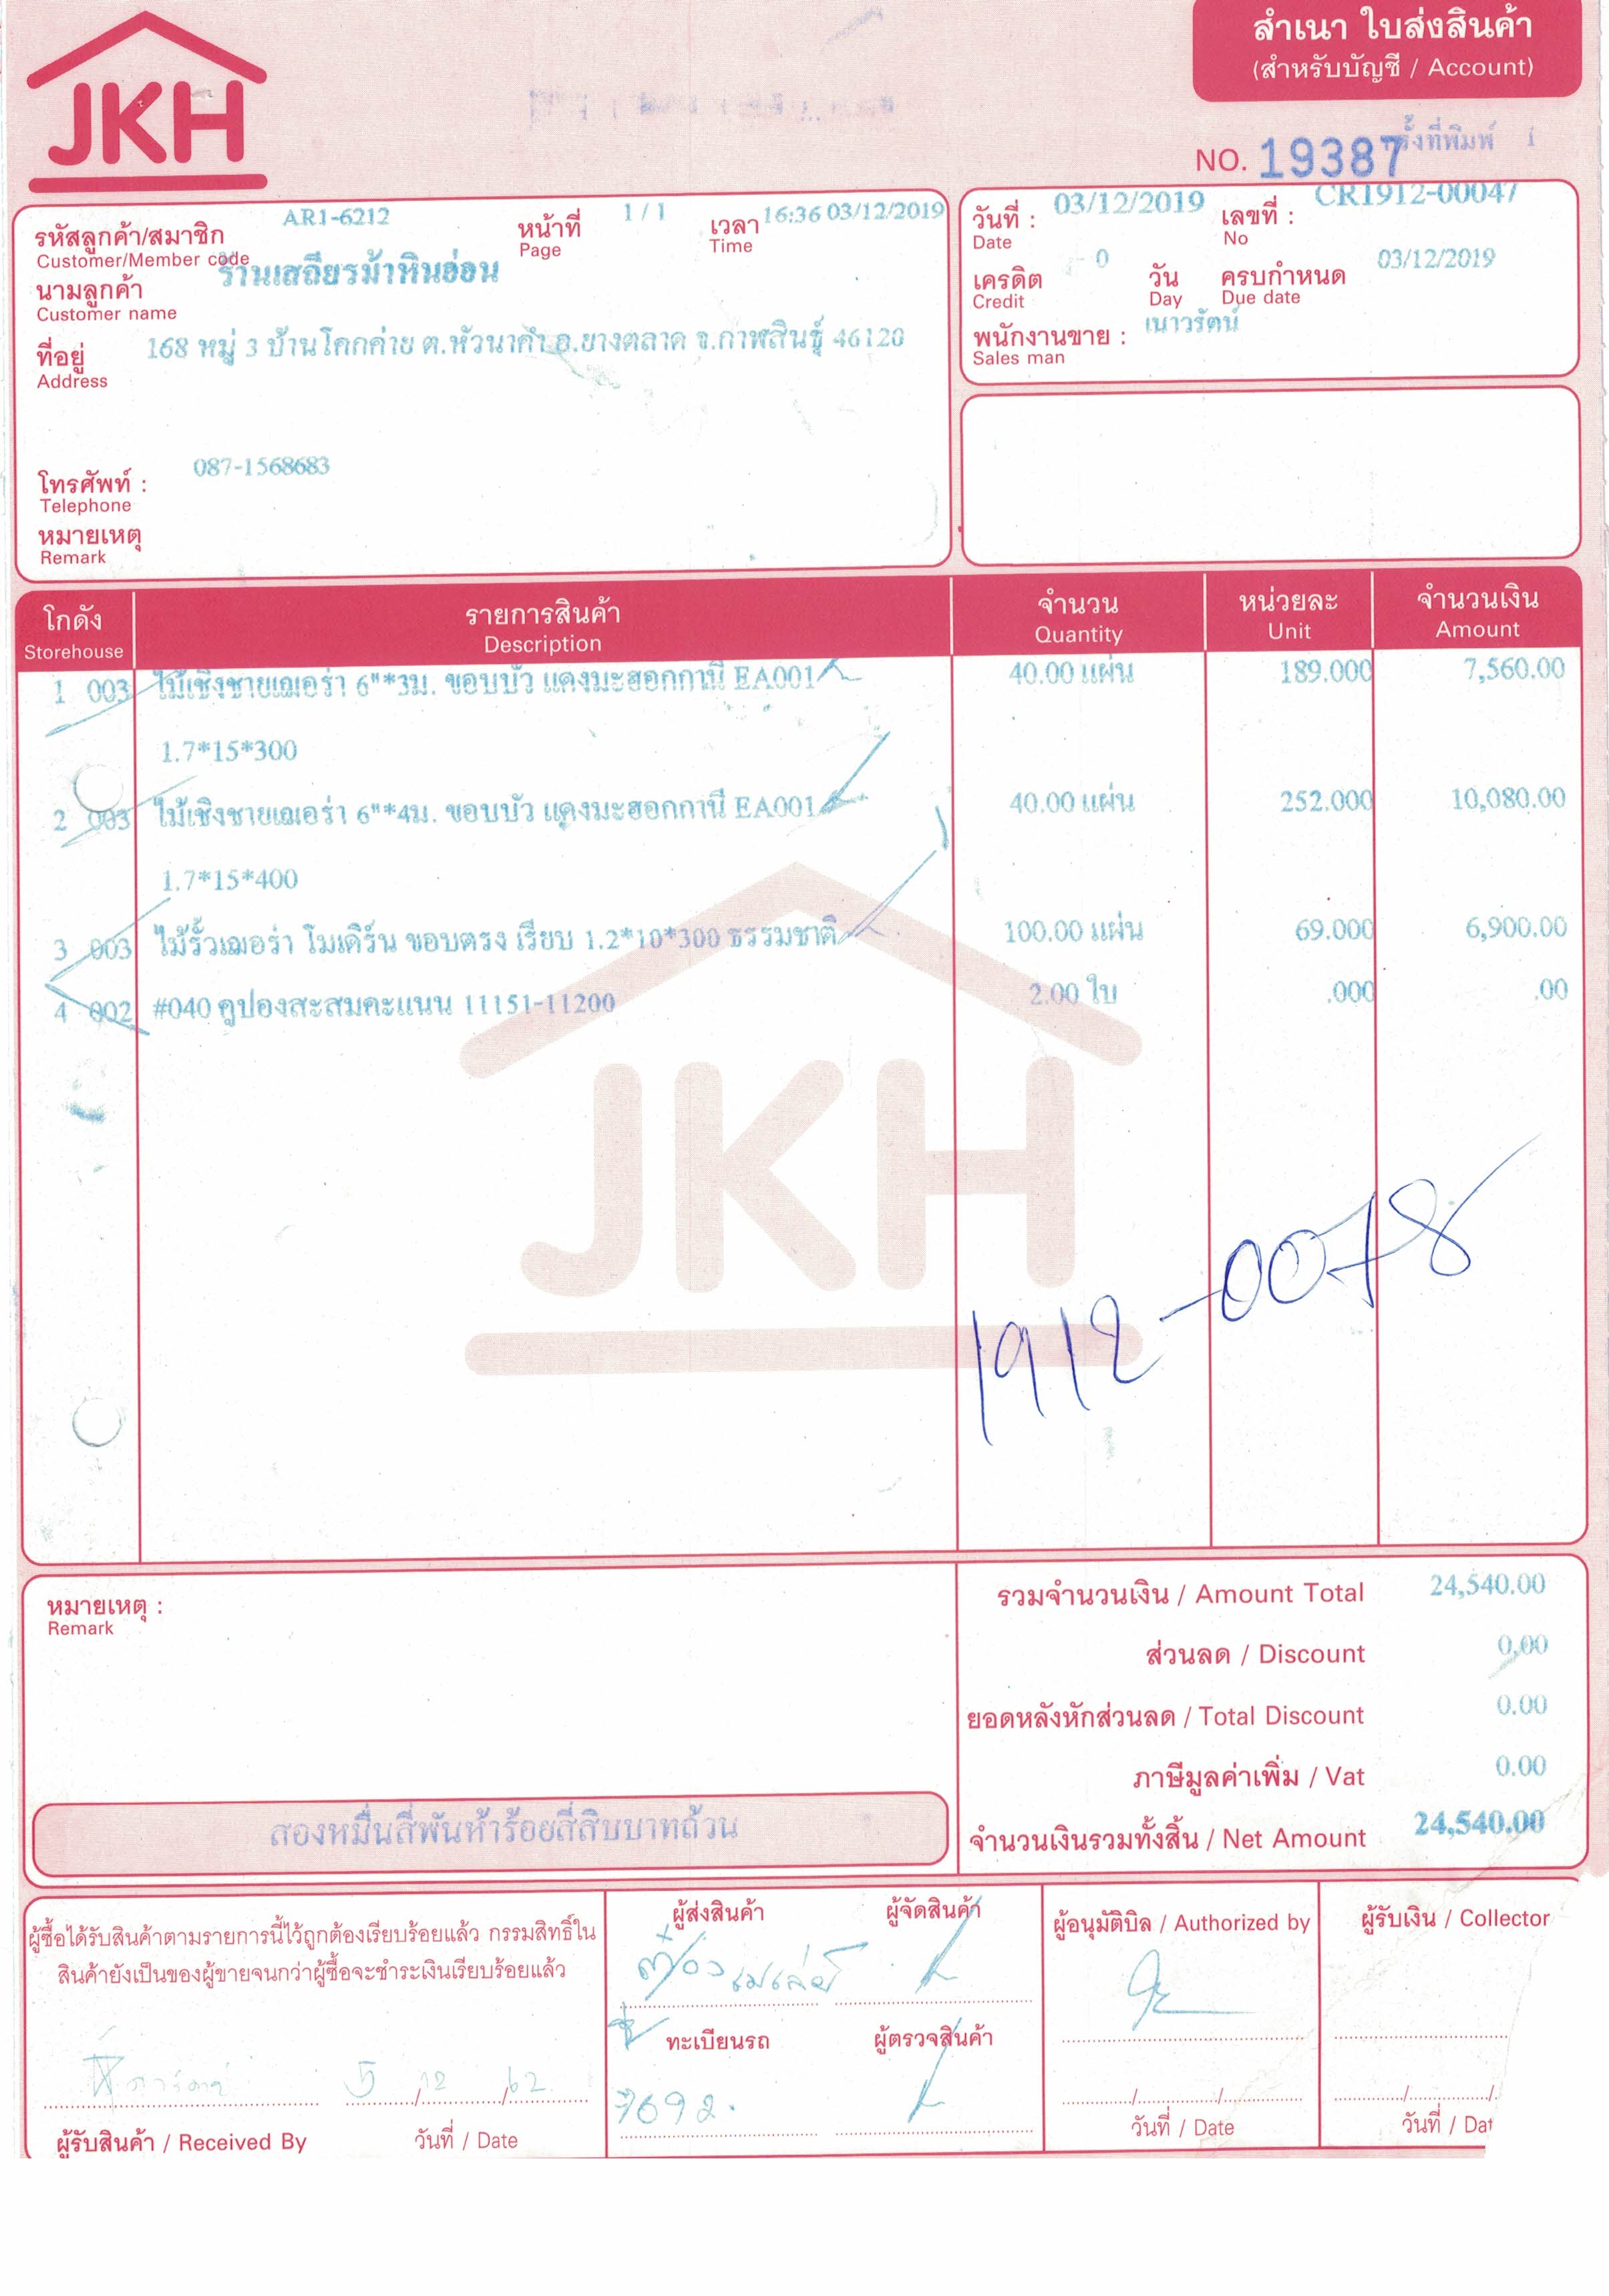 JKH
สำเนา ใบส่งสินค้า
(สำหรับบัญชี / Account)
ครั้งที่พิมพ์ 1
NO. 19387
รหัสลูกค้า/สมาชิก AR1-6212 หน้าที่ 1 / 1 เวลา 16:36 03/12/2019
Customer/Member code Page Time
นามลูกค้า ร้านเสถียรม้าหินอ่อน
Customer name
ที่อยู่ 168 หมู่ 3 บ้านโคกค่าย ต.หัวนาคำ อ.ยางตลาด จ.กาฬสินธุ์ 46120
Address
โทรศัพท์ : 087-1568683
Telephone
หมายเหตุ
Remark
วันที่ : 03/12/2019 เลขที่ : CR1912-00047
Date No
เครดิต 0 วัน ครบกำหนด 03/12/2019
Credit Day Due date
พนักงานขาย : เนาวรัตน์
Sales man
โกดัง รายการสินค้า จำนวน หน่วยละ จำนวนเงิน
Storehouse Description Quantity Unit Amount
1 003 ไม้เชิงชายเฌอร่า 6"*3ม. ขอบบัว แดงมะฮอกกานี EA001 40.00 แผ่น 189.000 7,560.00
1.7*15*300
2 003 ไม้เชิงชายเฌอร่า 6"*4ม. ขอบบัว แดงมะฮอกกานี EA001 40.00 แผ่น 252.000 10,080.00
1.7*15*400
3 003 ไม้รั้วเฌอร่า โมเดิร์น ขอบตรง เรียบ 1.2*10*300 ธรรมชาติ 100.00 แผ่น 69.000 6,900.00
4 002 #040 คูปองสะสมคะแนน 11151-11200 2.00 ใบ .000 .00
JKH
1912-0078
หมายเหตุ :
Remark
รวมจำนวนเงิน / Amount Total 24,540.00
ส่วนลด / Discount 0.00
ยอดหลังหักส่วนลด / Total Discount 0.00
ภาษีมูลค่าเพิ่ม / Vat 0.00
จำนวนเงินรวมทั้งสิ้น / Net Amount 24,540.00
สองหมื่นสี่พันห้าร้อยสี่สิบบาทถ้วน
ผู้ซื้อได้รับสินค้าตามรายการนี้ไว้ถูกต้องเรียบร้อยแล้ว กรรมสิทธิ์ใน
สินค้ายังเป็นของผู้ขายจนกว่าผู้ซื้อจะชำระเงินเรียบร้อยแล้ว
5 /12 /62
ผู้รับสินค้า / Received By วันที่ / Date
ผู้ส่งสินค้า ผู้จัดสินค้า
ทะเบียนรถ ผู้ตรวจสินค้า
7692
ผู้อนุมัติบิล / Authorized by
วันที่ / Date
ผู้รับเงิน / Collector
วันที่ / Dat